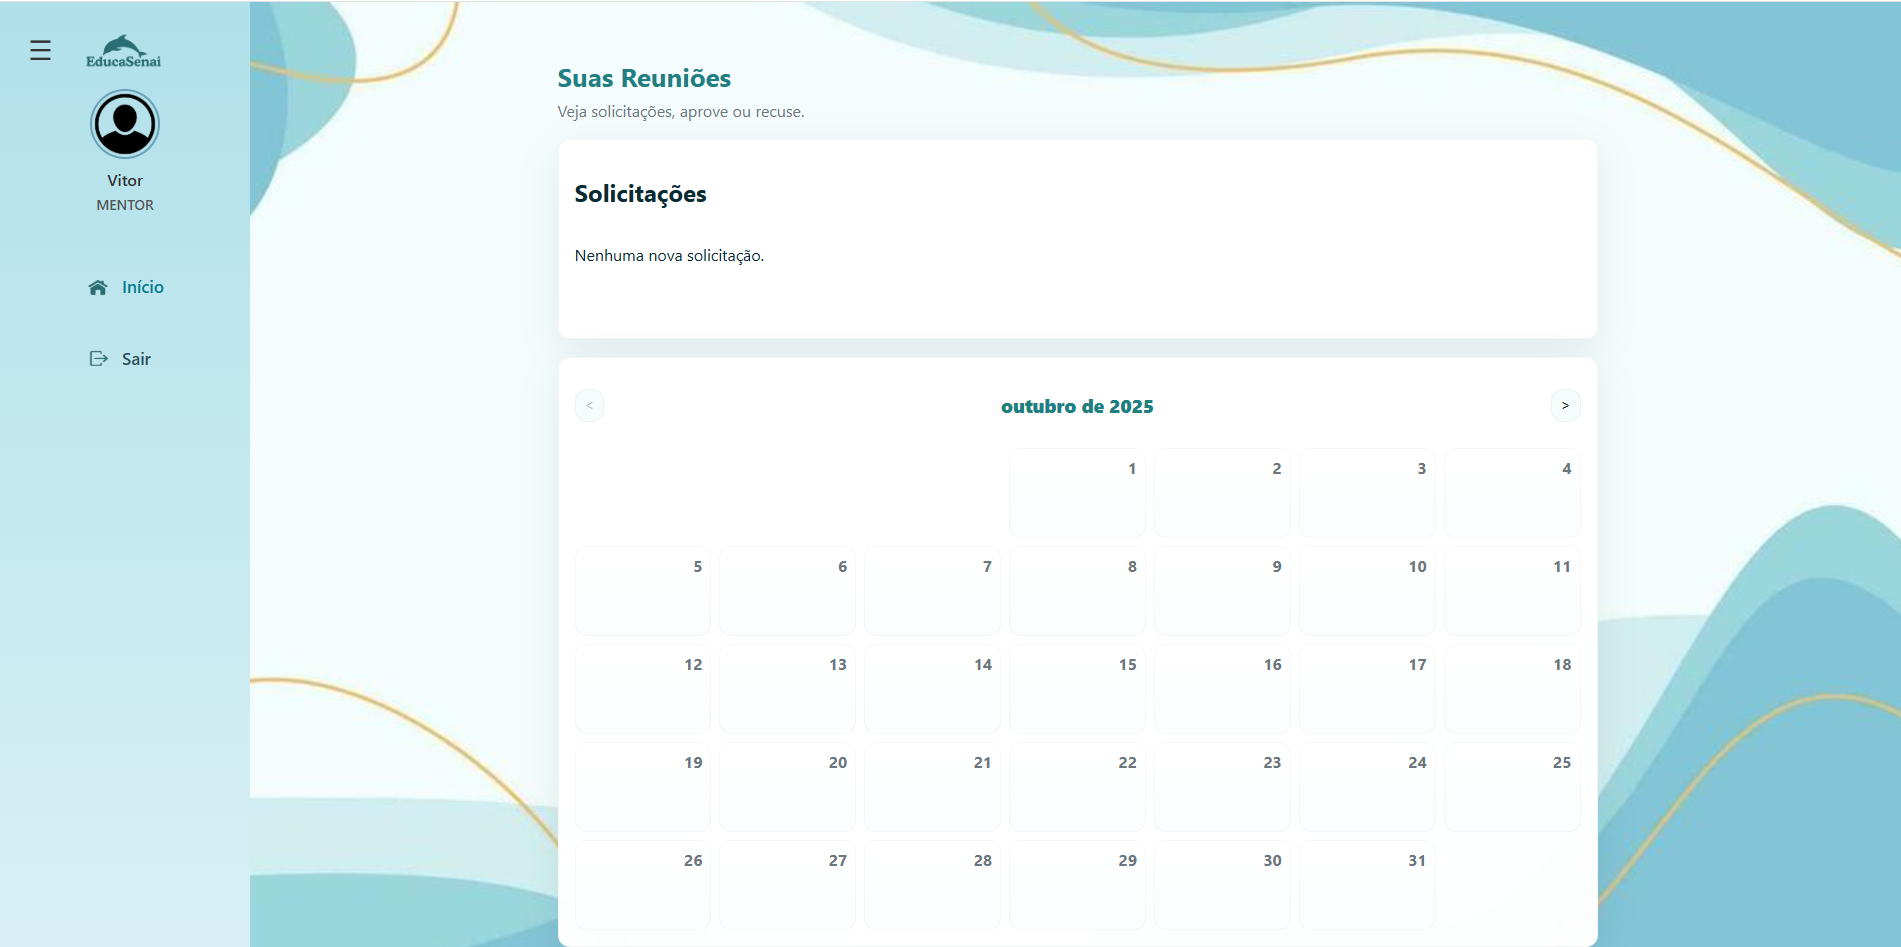 ☰
EducaSenai
Vitor
MENTOR
Início
Sair
Suas Reuniões
Veja solicitações, aprove ou recuse.
Solicitações
Nenhuma nova solicitação.
< outubro de 2025 >
1 2 3 4
5 6 7 8 9 10 11
12 13 14 15 16 17 18
19 20 21 22 23 24 25
26 27 28 29 30 31